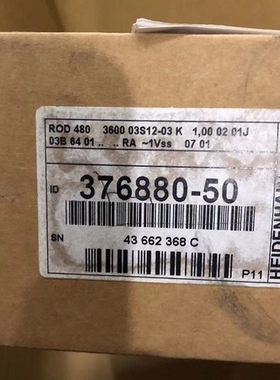 ROD 480 3600 03S12-03 K 1,00 02 01J
03B 64 01 .. .. RA ~1Vss 07 01
ID 376880-50
SN 43 662 368 C
P11